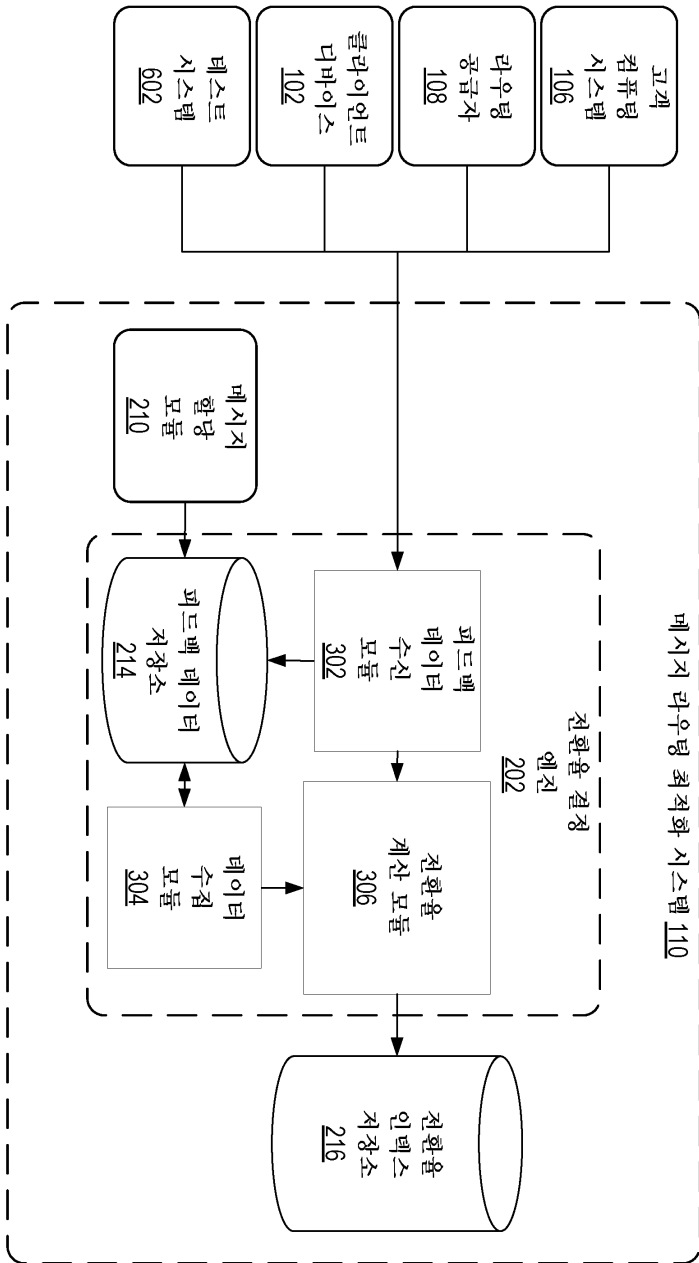 메시지 라우팅 최적화 시스템 110
고객
컴퓨팅
시스템
106
라우팅
공급자
108
클라이언트
디바이스
102
테스트
시스템
602
전환율 결정
엔진
202
피드백
데이터
수신
모듈
302
전환율
계산 모듈
306
전환율
인덱스
저장소
216
메시지
할당
모듈
210
피드백 데이터
저장소
214
데이터
수집
모듈
304